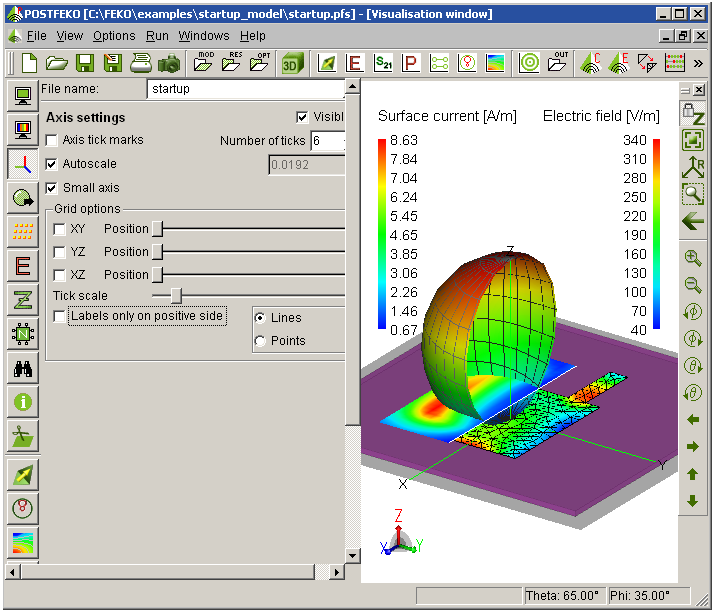 POSTFEKO [C:\FEKO\examples\startup_model\startup.pfs] - [Visualisation window]
File View Options Run Windows Help
MOD RES OPT 3D E S21 P OUT C E »
File name: startup
Axis settings Visibl
Axis tick marks Number of ticks 6
Autoscale 0.0192
Small axis
Grid options
XY Position
YZ Position
XZ Position
Tick scale
Labels only on positive side Lines
Points
E
Z
N
i
Surface current [A/m] Electric field [V/m]
8.63 340
7.84 310
7.04 280
6.24 250
5.45 220
4.65 190
3.85 160
3.06 130
2.26 100
1.46 70
0.67 40
Z
X
Y
Z
X
Y
Z
R
Theta: 65.00° Phi: 35.00°